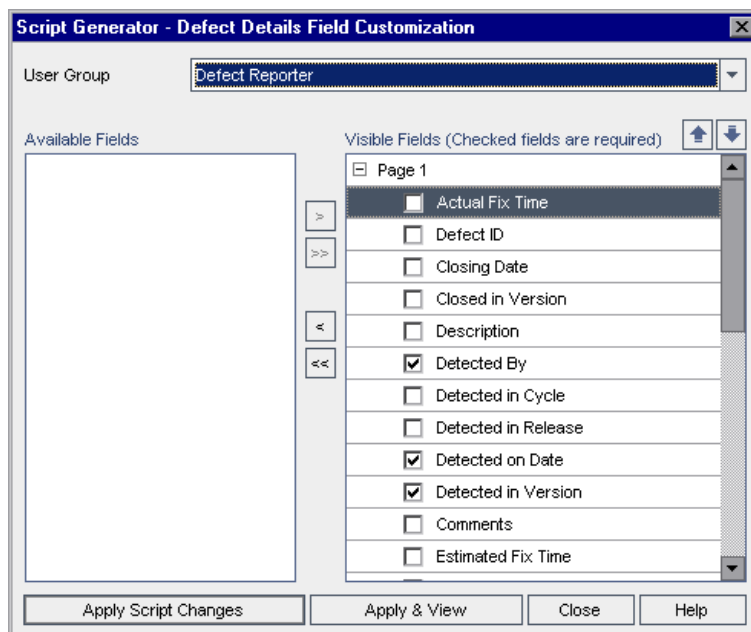 Script Generator - Defect Details Field Customization
User Group
Defect Reporter
Available Fields
Visible Fields (Checked fields are required)
Page 1
Actual Fix Time
Defect ID
Closing Date
Closed in Version
Description
Detected By
Detected in Cycle
Detected in Release
Detected on Date
Detected in Version
Comments
Estimated Fix Time
>
>>
<
<<
Apply Script Changes
Apply & View
Close
Help